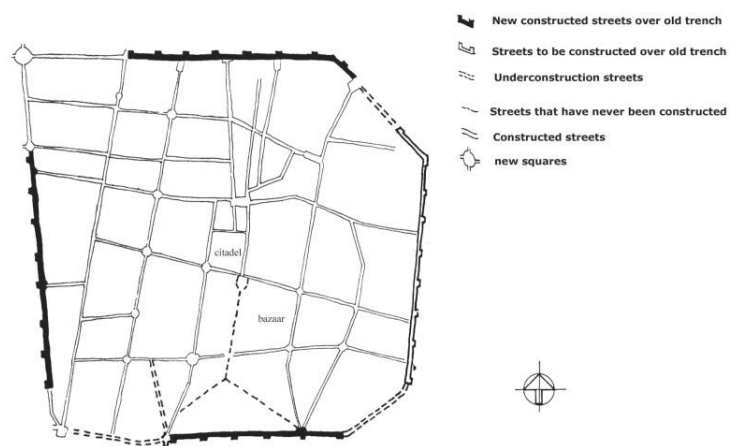 New constructed streets over old trench
Streets to be constructed over old trench
Underconstruction streets
Streets that have never been constructed
Constructed streets
new squares
citadel
bazaar